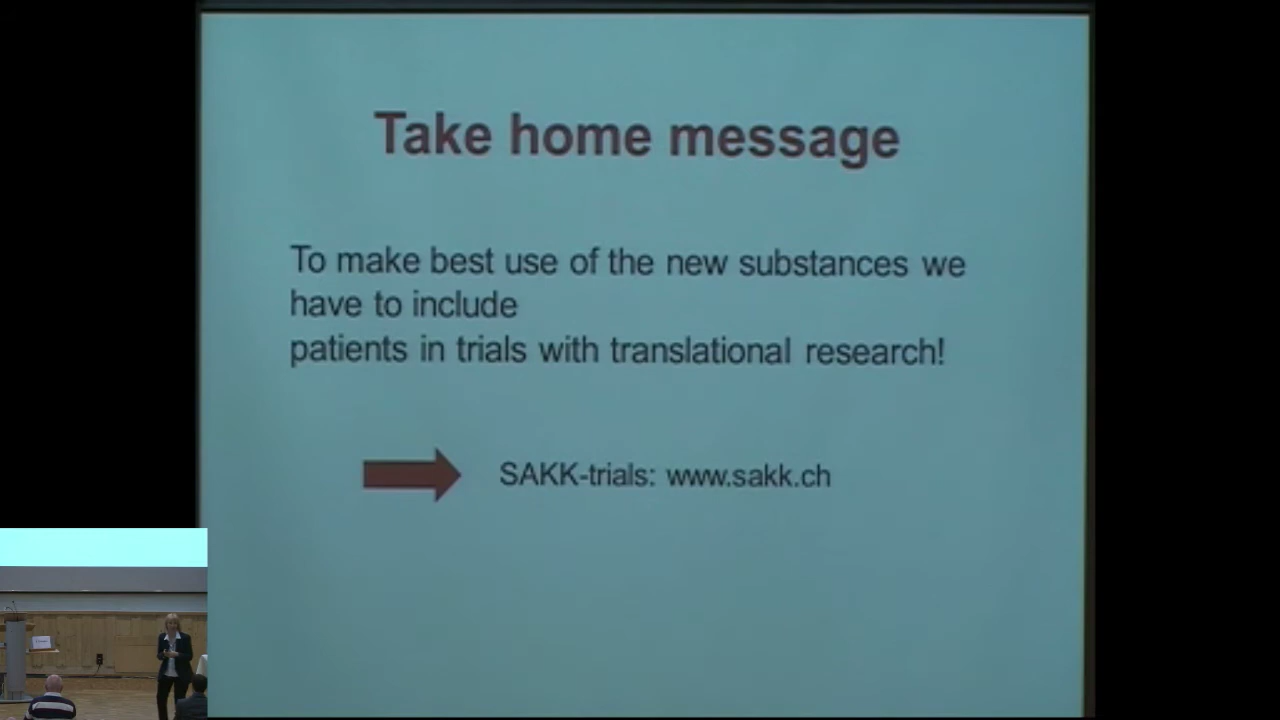 Take home message
To make best use of the new substances we
have to include
patients in trials with translational research!
SAKK-trials: www.sakk.ch